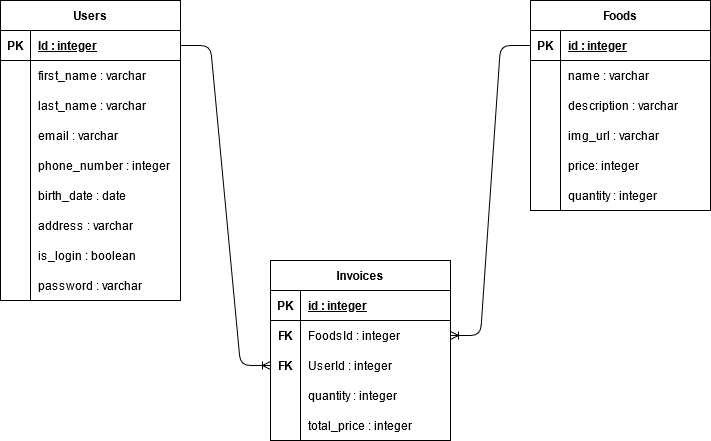 Users
PK Id : integer
first_name : varchar
last_name : varchar
email : varchar
phone_number : integer
birth_date : date
address : varchar
is_login : boolean
password : varchar
Foods
PK id : integer
name : varchar
description : varchar
img_url : varchar
price: integer
quantity : integer
Invoices
PK id : integer
FK FoodsId : integer
FK UserId : integer
quantity : integer
total_price : integer